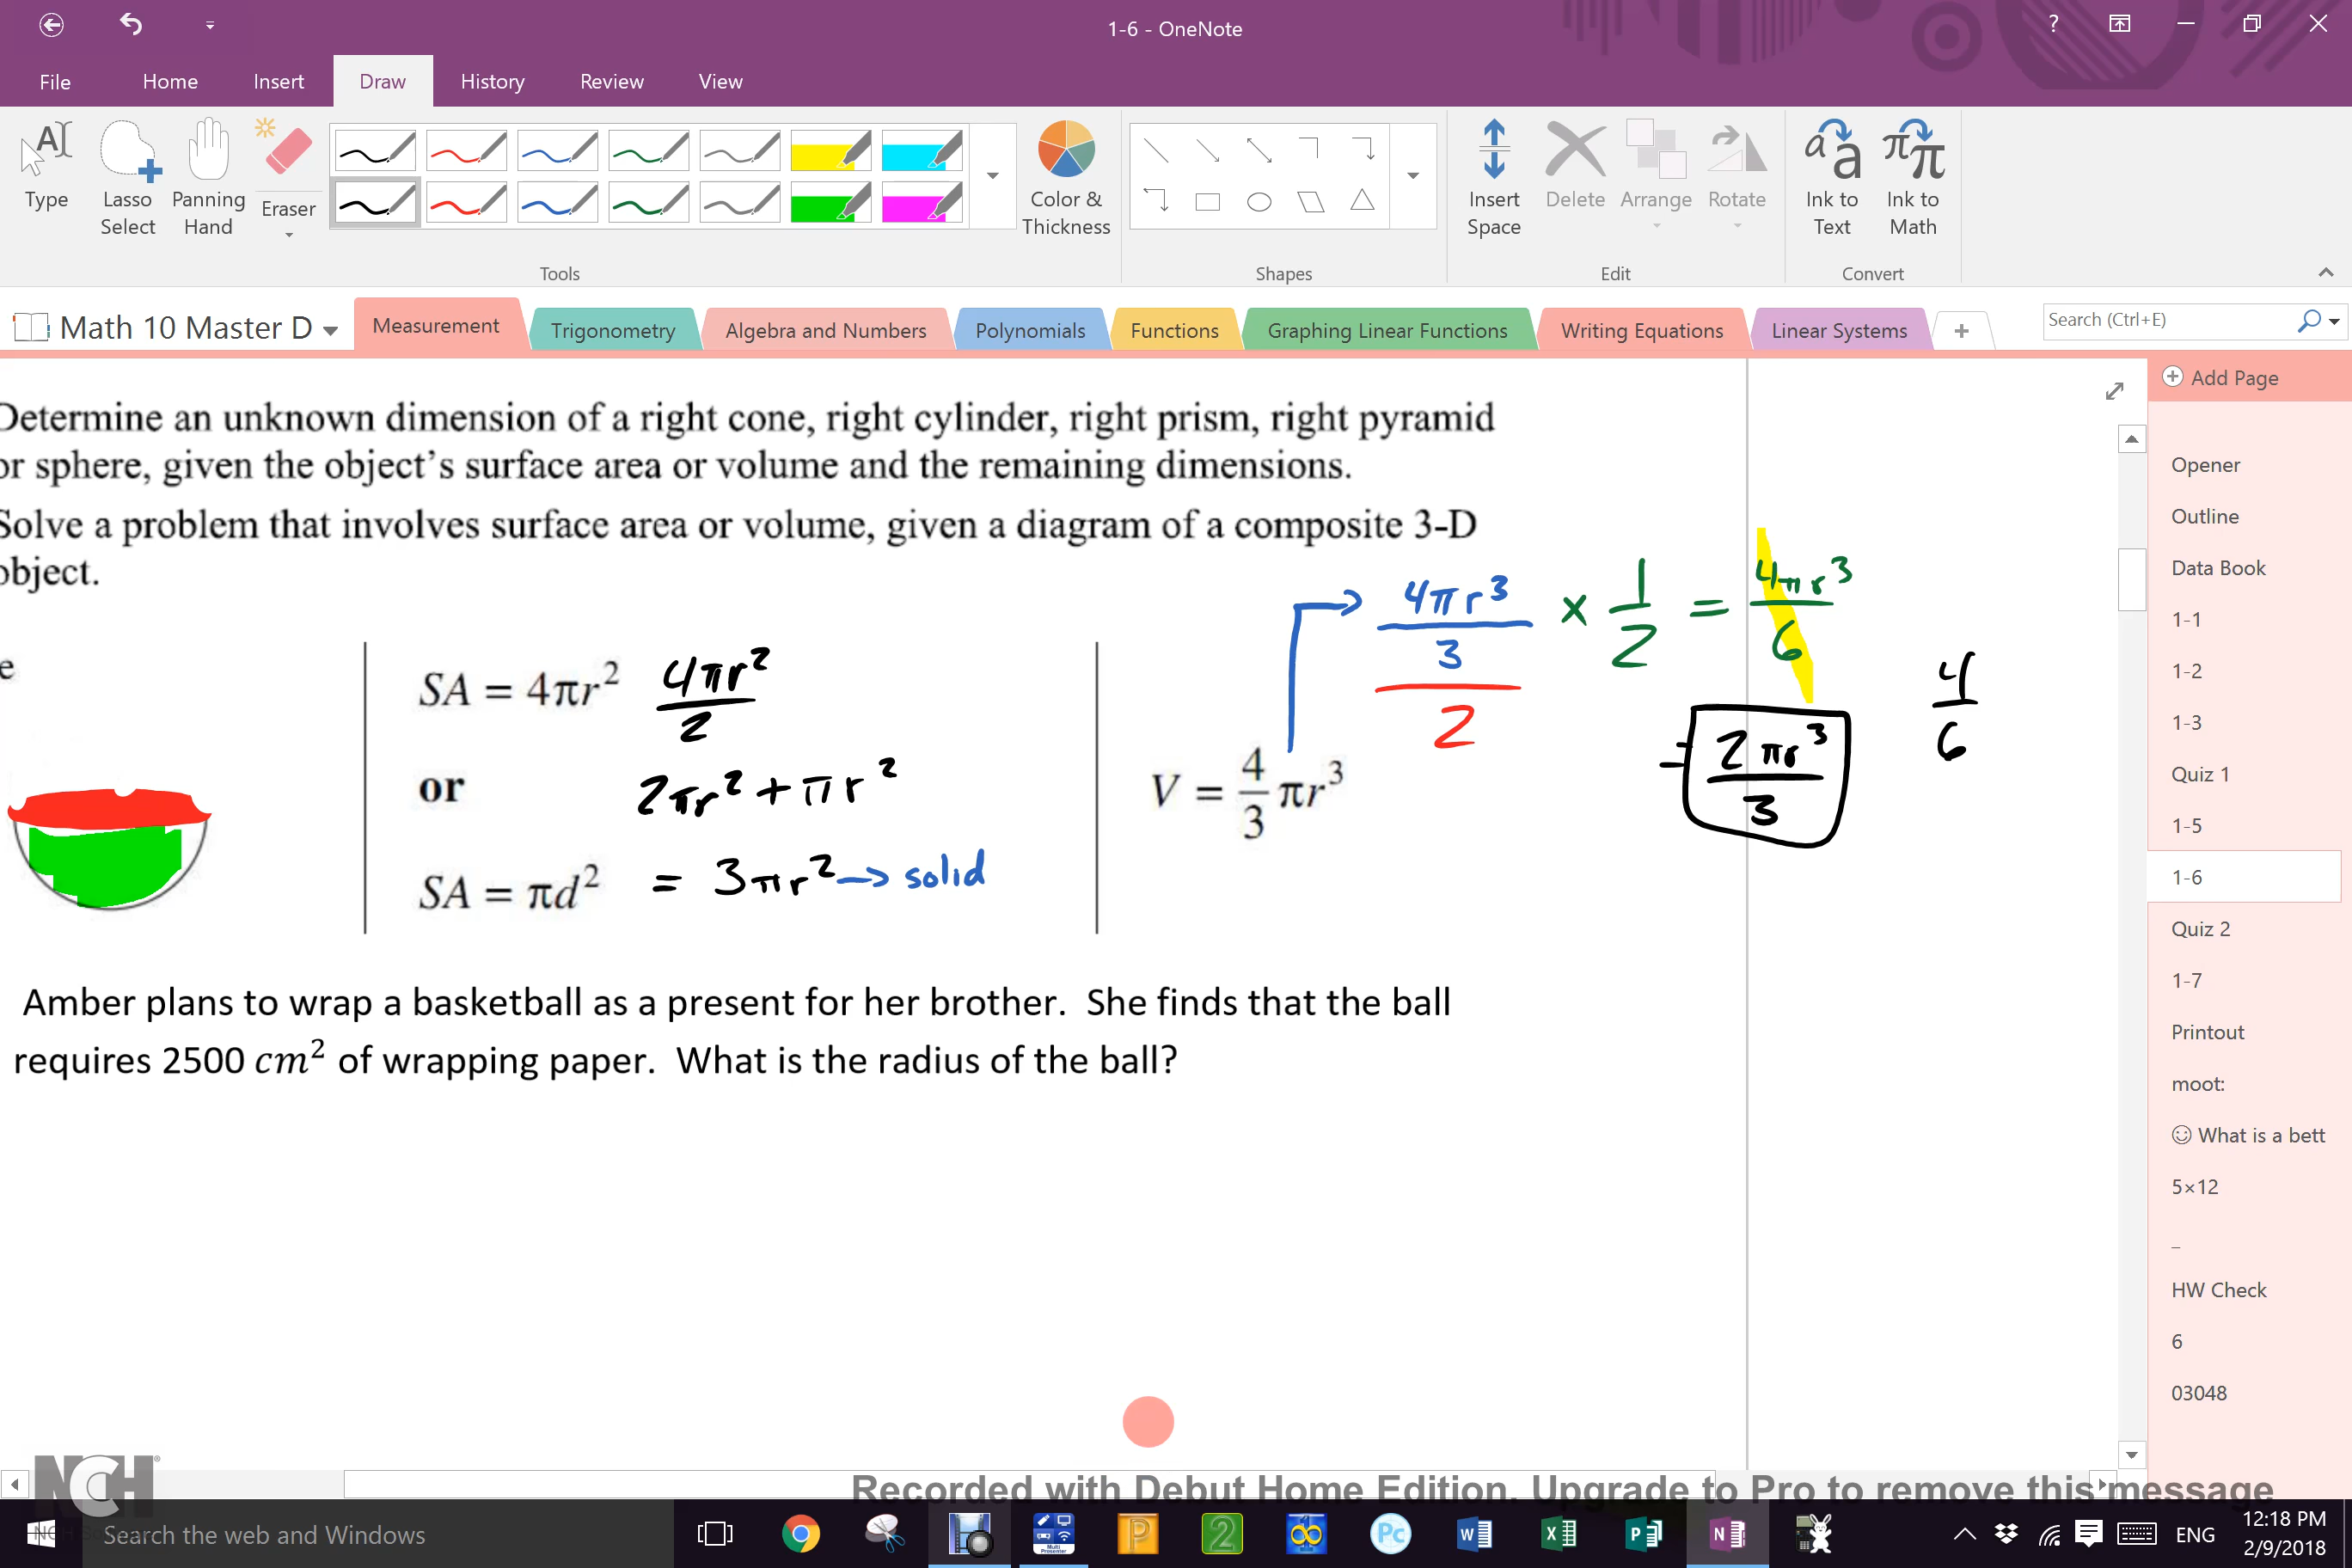 1-6 - OneNote
?
File Home Insert Draw History Review View
Type
Lasso Select
Panning Hand
Eraser
Color & Thickness
Insert Space
Delete
Arrange
Rotate
Ink to Text
Ink to Math
Tools Shapes Edit Convert
Math 10 Master D
Measurement Trigonometry Algebra and Numbers Polynomials Functions Graphing Linear Functions Writing Equations Linear Systems +
Search (Ctrl+E)
Add Page
Opener
Outline
Data Book
1-1
1-2
1-3
Quiz 1
1-5
1-6
Quiz 2
1-7
Printout
moot:
☺ What is a bett
5×12
_
HW Check
6
03048
Determine an unknown dimension of a right cone, right cylinder, right prism, right pyramid
or sphere, given the object's surface area or volume and the remaining dimensions.
Solve a problem that involves surface area or volume, given a diagram of a composite 3-D
object.
e
SA = 4πr² 4πr²/2
or 2πr² + πr²
SA = πd² = 3πr² → solid
V = 4/3 πr³
4πr³/3/2 × 1/2 = 4πr³/6
= 2πr³/3
4/6
Amber plans to wrap a basketball as a present for her brother. She finds that the ball
requires 2500 cm² of wrapping paper. What is the radius of the ball?
NCH
Recorded with Debut Home Edition. Upgrade to Pro to remove this message
Search the web and Windows
ENG
12:18 PM
2/9/2018